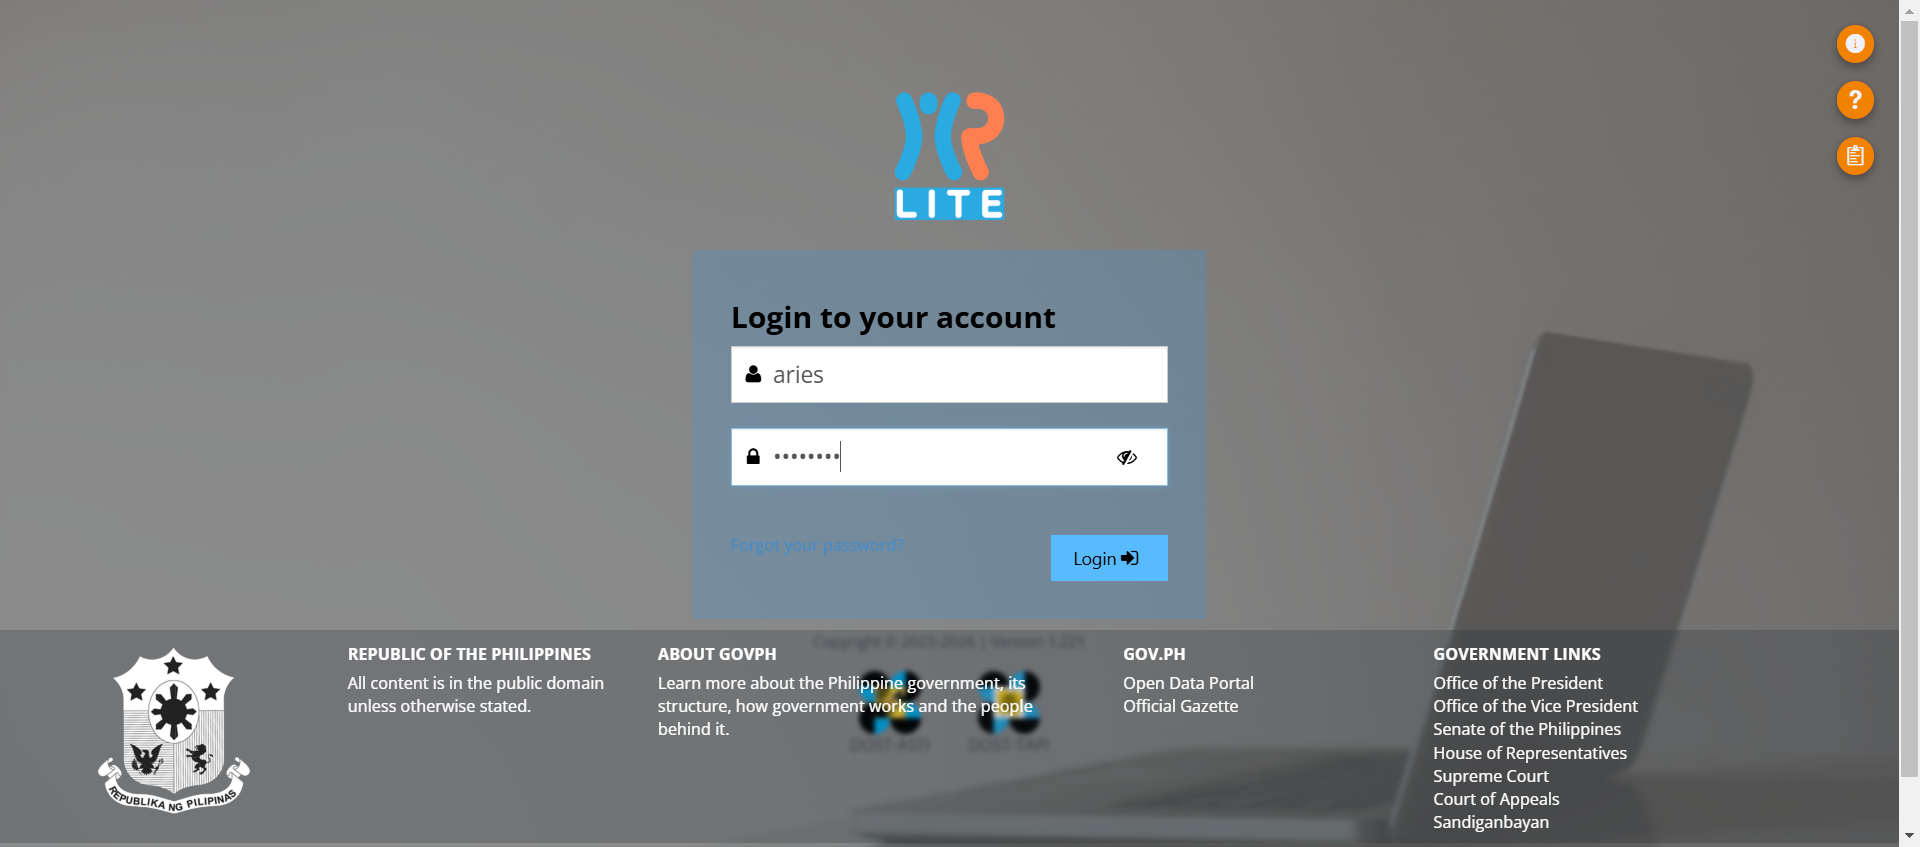 LITE
Login to your account
aries
Forgot your password?
Login
Copyright © 2023-2026 | Version 1.221
REPUBLIC OF THE PHILIPPINES
All content is in the public domain
unless otherwise stated.
ABOUT GOVPH
Learn more about the Philippine government, its
structure, how government works and the people
behind it.
DOST-ASTI
DOST-TAPI
GOV.PH
Open Data Portal
Official Gazette
GOVERNMENT LINKS
Office of the President
Office of the Vice President
Senate of the Philippines
House of Representatives
Supreme Court
Court of Appeals
Sandiganbayan
REPUBLIKA NG PILIPINAS